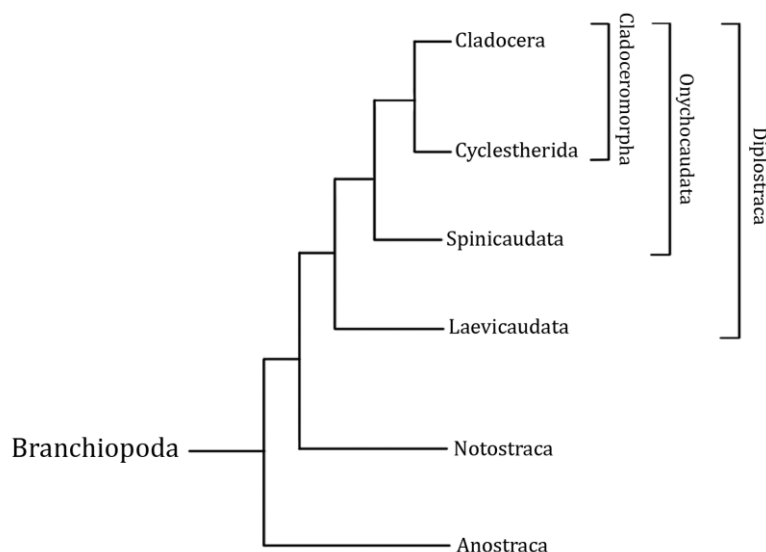 Cladocera
Cladoceromorpha
Onychocaudata
Diplostraca
Cyclestherida
Spinicaudata
Laevicaudata
Branchiopoda
Notostraca
Anostraca